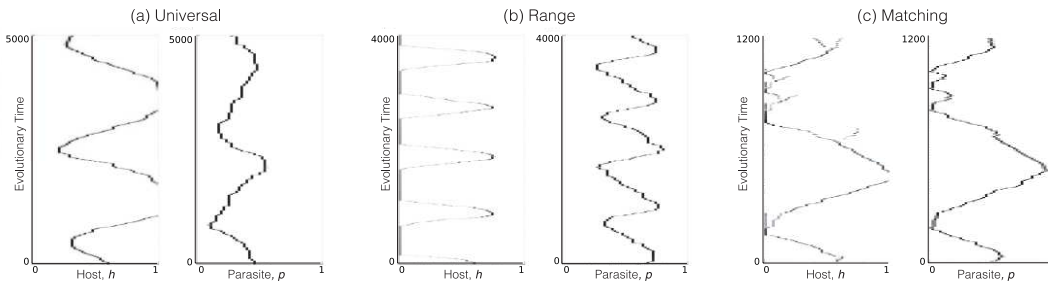 (a) Universal
(b) Range
(c) Matching
5000
5000
4000
4000
1200
1200
Evolutionary Time
Evolutionary Time
Evolutionary Time
0
0
0
0
0
0
0
Host, h
1
0
Parasite, p
1
0
Host, h
1
0
Parasite, p
1
0
Host, h
1
0
Parasite, p